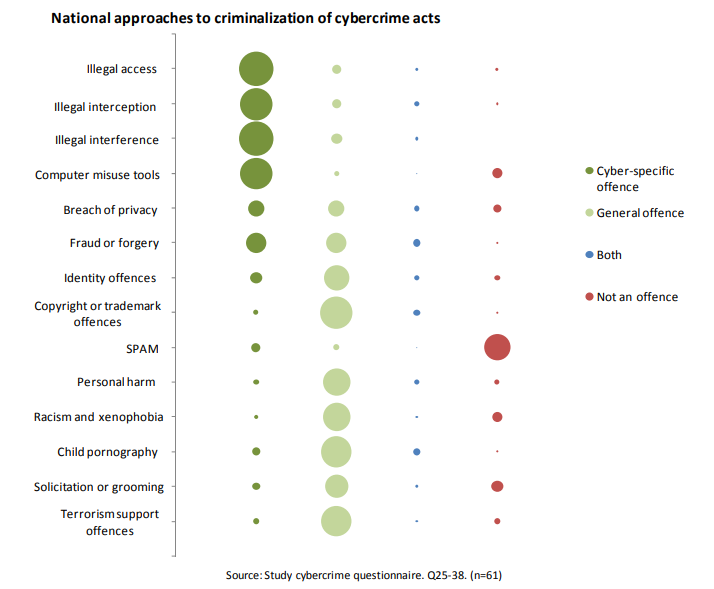 National approaches to criminalization of cybercrime acts
Illegal access
Illegal interception
Illegal interference
Computer misuse tools
Breach of privacy
Fraud or forgery
Identity offences
Copyright or trademark
offences
SPAM
Personal harm
Racism and xenophobia
Child pornography
Solicitation or grooming
Terrorism support
offences
Cyber-specific
offence
General offence
Both
Not an offence
Source: Study cybercrime questionnaire. Q25-38. (n=61)